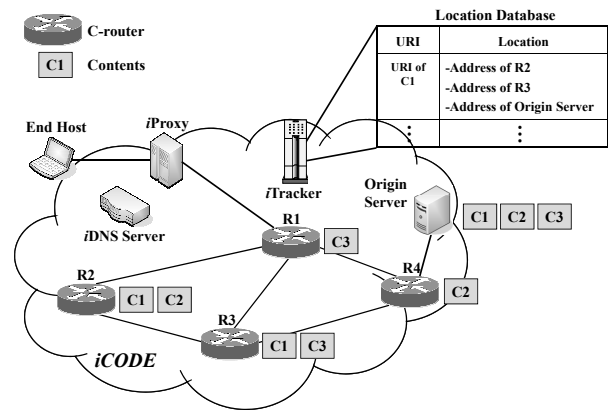 C-router
C1 Contents
Location Database
URI Location
URI of C1
-Address of R2
-Address of R3
-Address of Origin Server
⋮ ⋮
End Host
iProxy
iTracker
Origin Server
C1 C2 C3
iDNS Server
R1
C3
R2
C1 C2
R4
C2
R3
C1 C3
iCODE